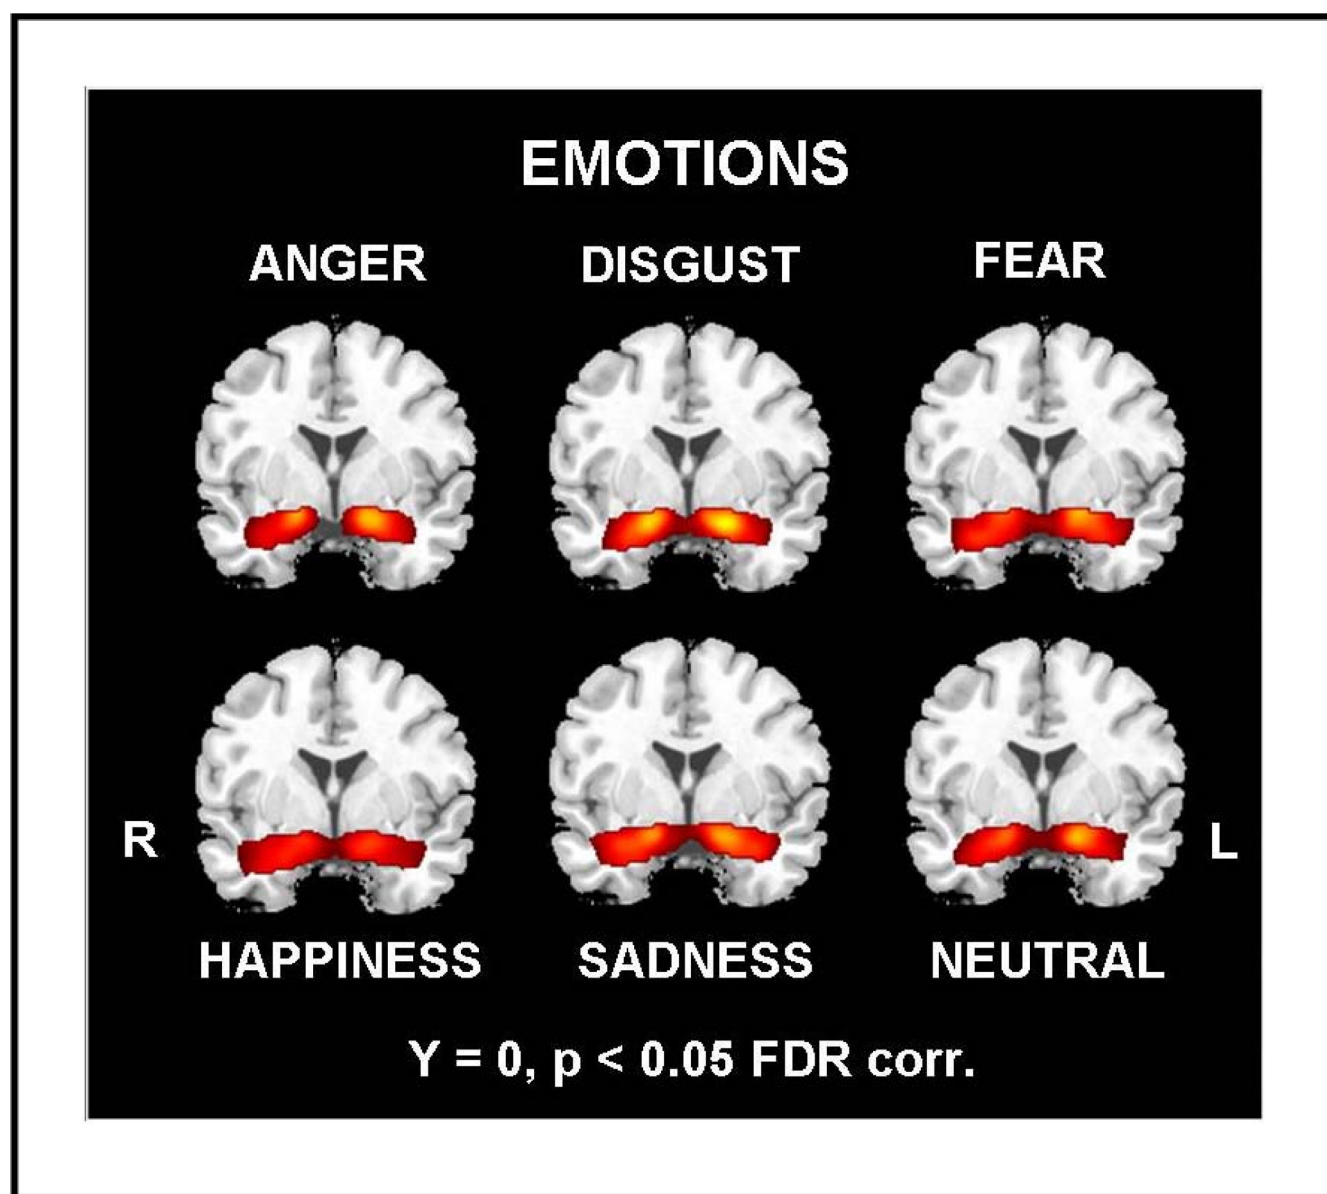 EMOTIONS
ANGER DISGUST FEAR
R L
HAPPINESS SADNESS NEUTRAL
Y = 0, p < 0.05 FDR corr.